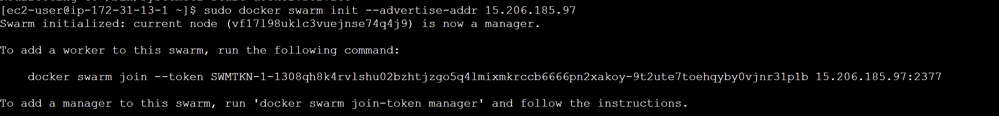 [ec2-user@ip-172-31-13-1 ~]$ sudo docker swarm init --advertise-addr 15.206.185.97
Swarm initialized: current node (vf17l98uklc3vuejnse74q4j9) is now a manager.
To add a worker to this swarm, run the following command:
docker swarm join --token SWMTKN-1-1308qh8k4rvlshu02bzhtjzgo5q4lmixmkrccb6666pn2xakoy-9t2ute7toehqyby0vjnr31p1b 15.206.185.97:2377
To add a manager to this swarm, run 'docker swarm join-token manager' and follow the instructions.